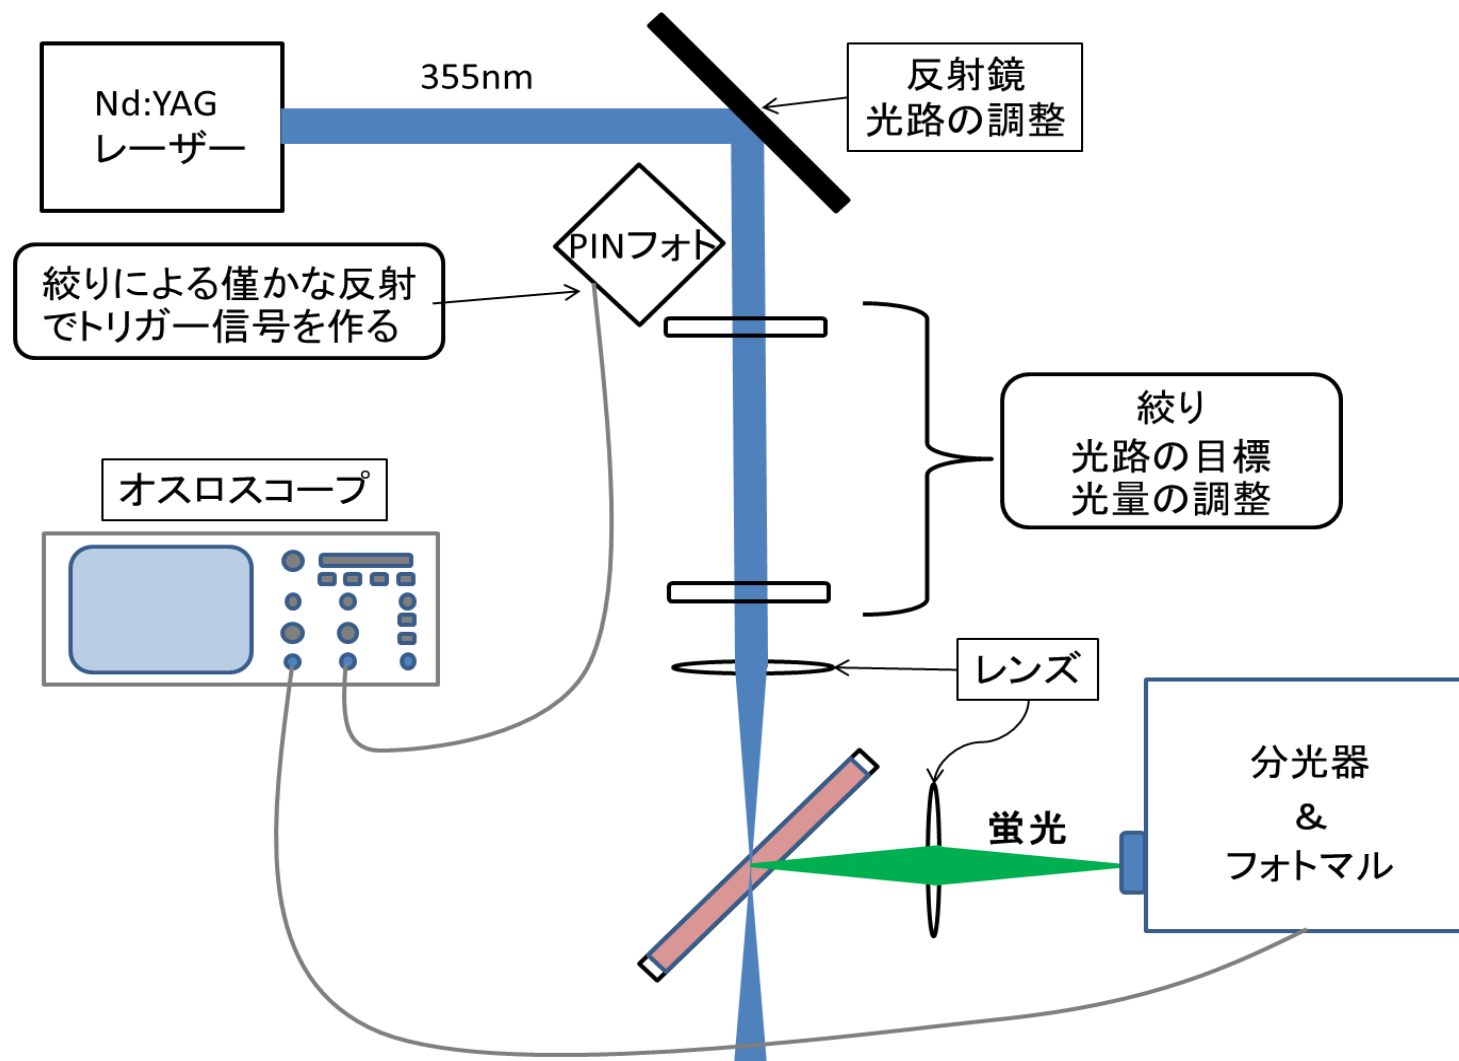 Nd:YAG
レーザー
355nm
反射鏡
光路の調整
PINフォト
絞りによる僅かな反射
でトリガー信号を作る
絞り
光路の目標
光量の調整
オスロスコープ
レンズ
分光器
&
フォトマル
蛍光